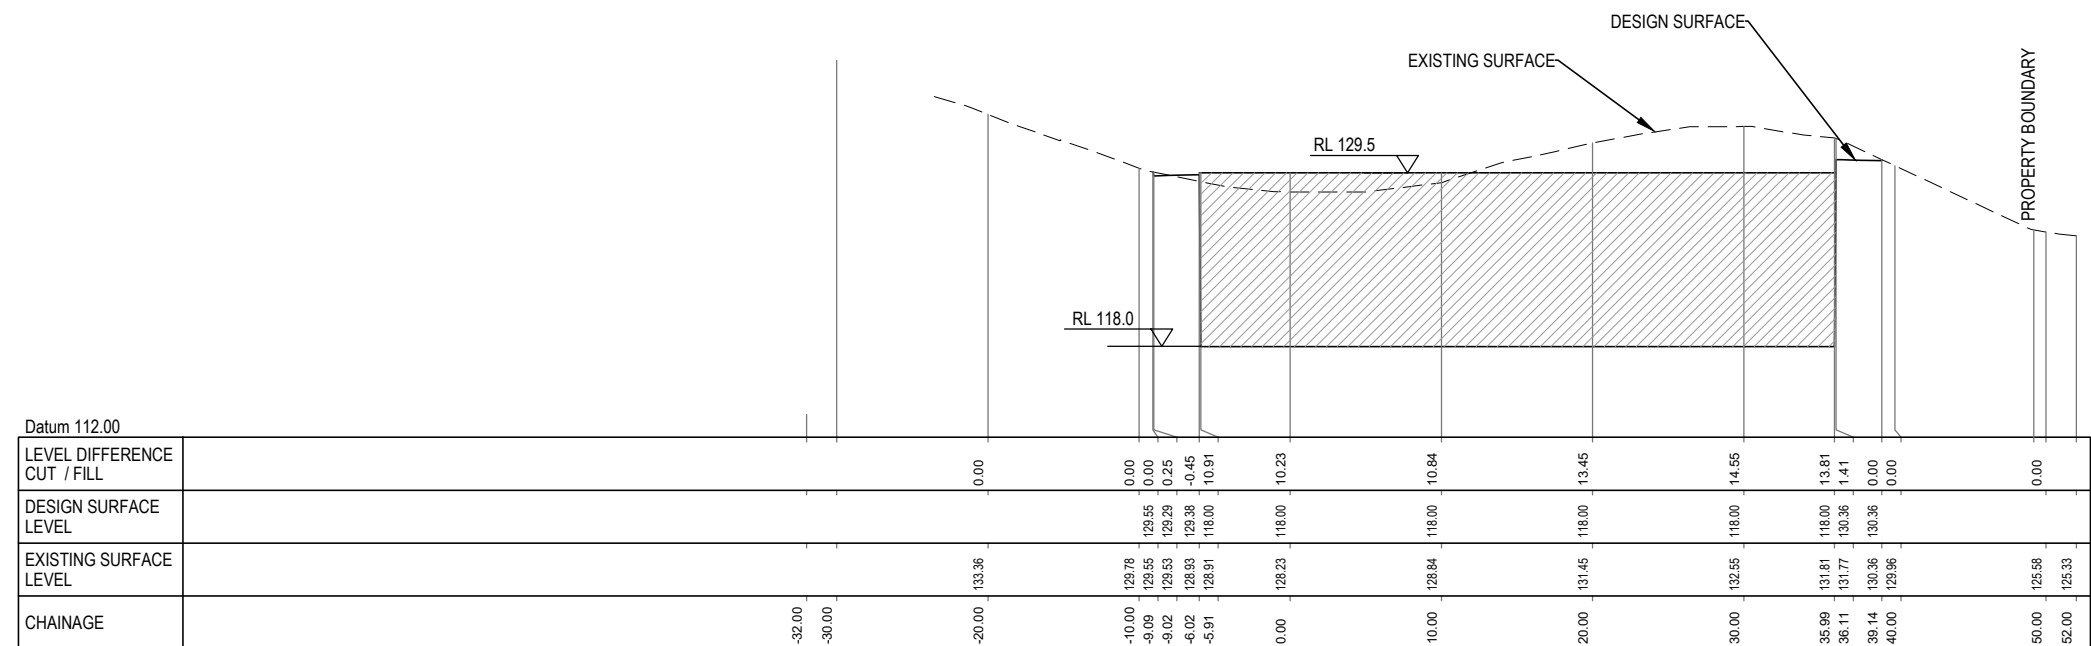 DESIGN SURFACE
EXISTING SURFACE
PROPERTY BOUNDARY
RL 129.5
RL 118.0
Datum 112.00
LEVEL DIFFERENCE
CUT / FILL
0.00 0.00 0.00 0.25 -0.45 10.91 10.23 10.84 13.45 14.55 13.81 1.41 0.00 0.00 0.00
DESIGN SURFACE
LEVEL
129.55 129.29 129.38 118.00 118.00 118.00 118.00 118.00 118.00 130.36 130.36
EXISTING SURFACE
LEVEL
133.36 129.78 129.55 129.53 128.93 128.91 128.23 128.84 131.45 132.55 131.81 131.77 130.36 129.96 125.58 125.33
CHAINAGE
-32.00 -30.00 -20.00 -10.00 -9.09 -9.02 -6.02 -5.91 0.00 10.00 20.00 30.00 35.99 36.11 39.14 40.00 50.00 52.00